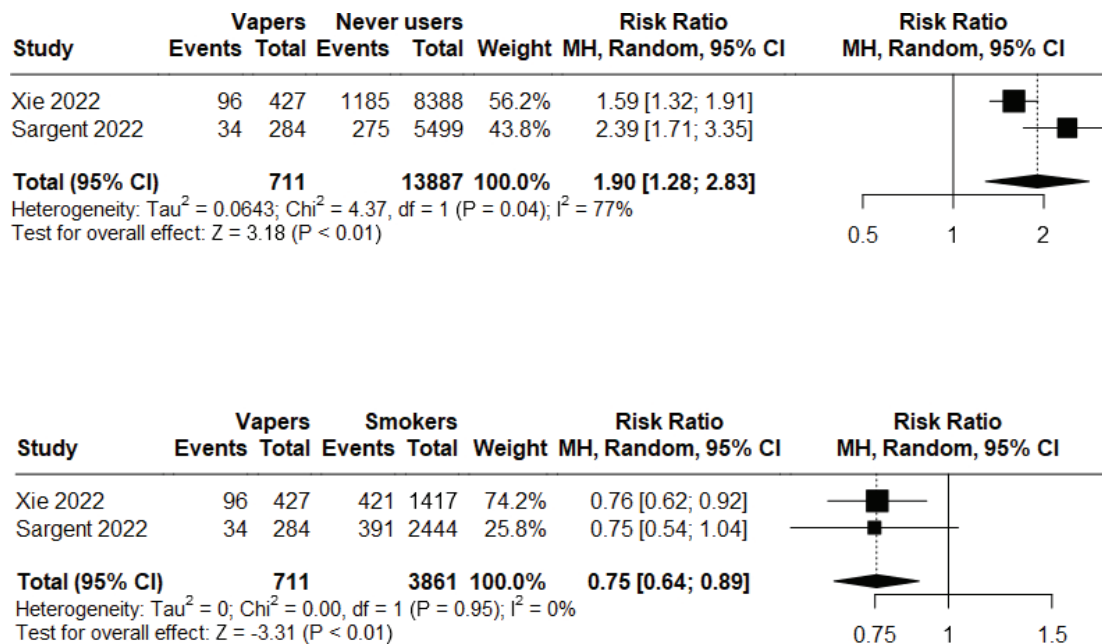 Vapers Never users Risk Ratio Risk Ratio
Study Events Total Events Total Weight MH, Random, 95% CI MH, Random, 95% CI
Xie 2022 96 427 1185 8388 56.2% 1.59 [1.32; 1.91]
Sargent 2022 34 284 275 5499 43.8% 2.39 [1.71; 3.35]
Total (95% CI) 711 13887 100.0% 1.90 [1.28; 2.83]
Heterogeneity: Tau² = 0.0643; Chi² = 4.37, df = 1 (P = 0.04); I² = 77%
Test for overall effect: Z = 3.18 (P < 0.01)
0.5 1 2
Vapers Smokers Risk Ratio Risk Ratio
Study Events Total Events Total Weight MH, Random, 95% CI MH, Random, 95% CI
Xie 2022 96 427 421 1417 74.2% 0.76 [0.62; 0.92]
Sargent 2022 34 284 391 2444 25.8% 0.75 [0.54; 1.04]
Total (95% CI) 711 3861 100.0% 0.75 [0.64; 0.89]
Heterogeneity: Tau² = 0; Chi² = 0.00, df = 1 (P = 0.95); I² = 0%
Test for overall effect: Z = -3.31 (P < 0.01)
0.75 1 1.5